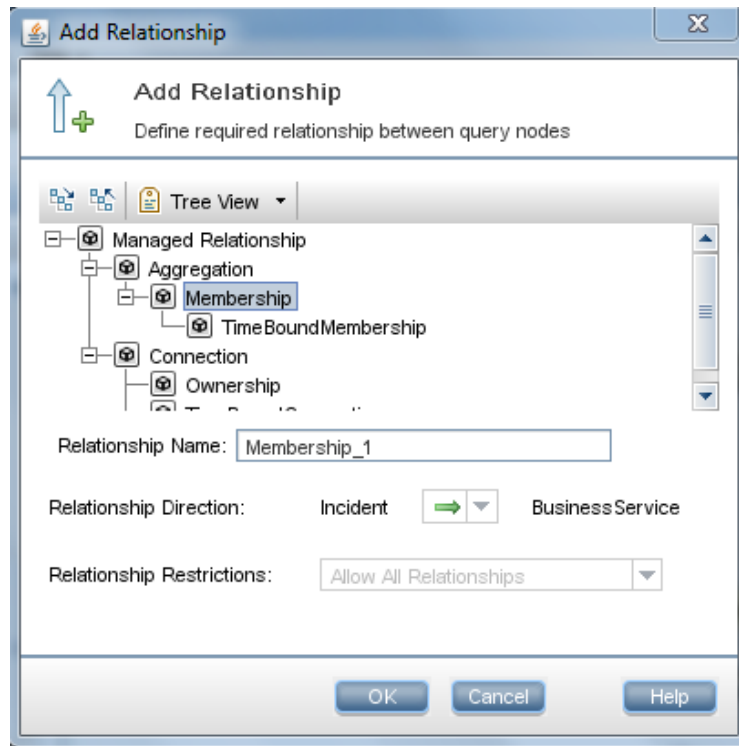 Add Relationship
Add Relationship
Define required relationship between query nodes
Tree View
Managed Relationship
Aggregation
Membership
TimeBoundMembership
Connection
Ownership
Relationship Name: Membership_1
Relationship Direction: Incident BusinessService
Relationship Restrictions: Allow All Relationships
OK Cancel Help